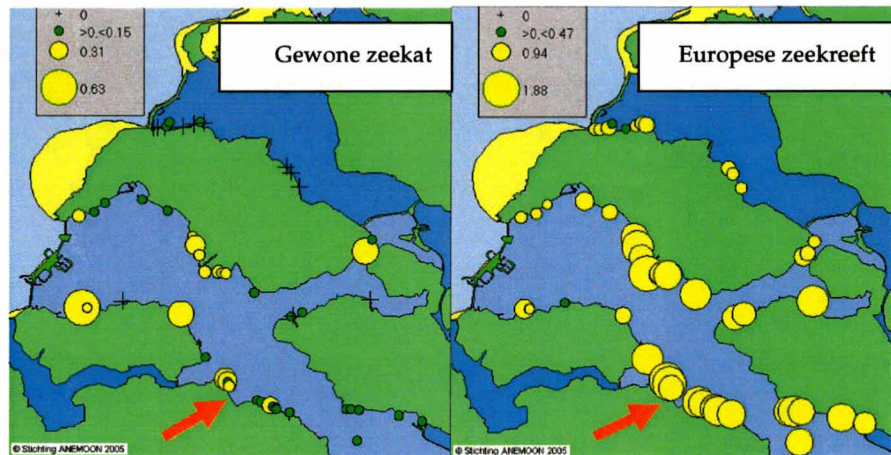 + 0
>0,<0.15
0.31
0.63
Gewone zeekat
© Stichting ANEMOON 2005
+ 0
>0,<0.47
0.94
1.88
Europese zeekreeft
© Stichting ANEMOON 2005